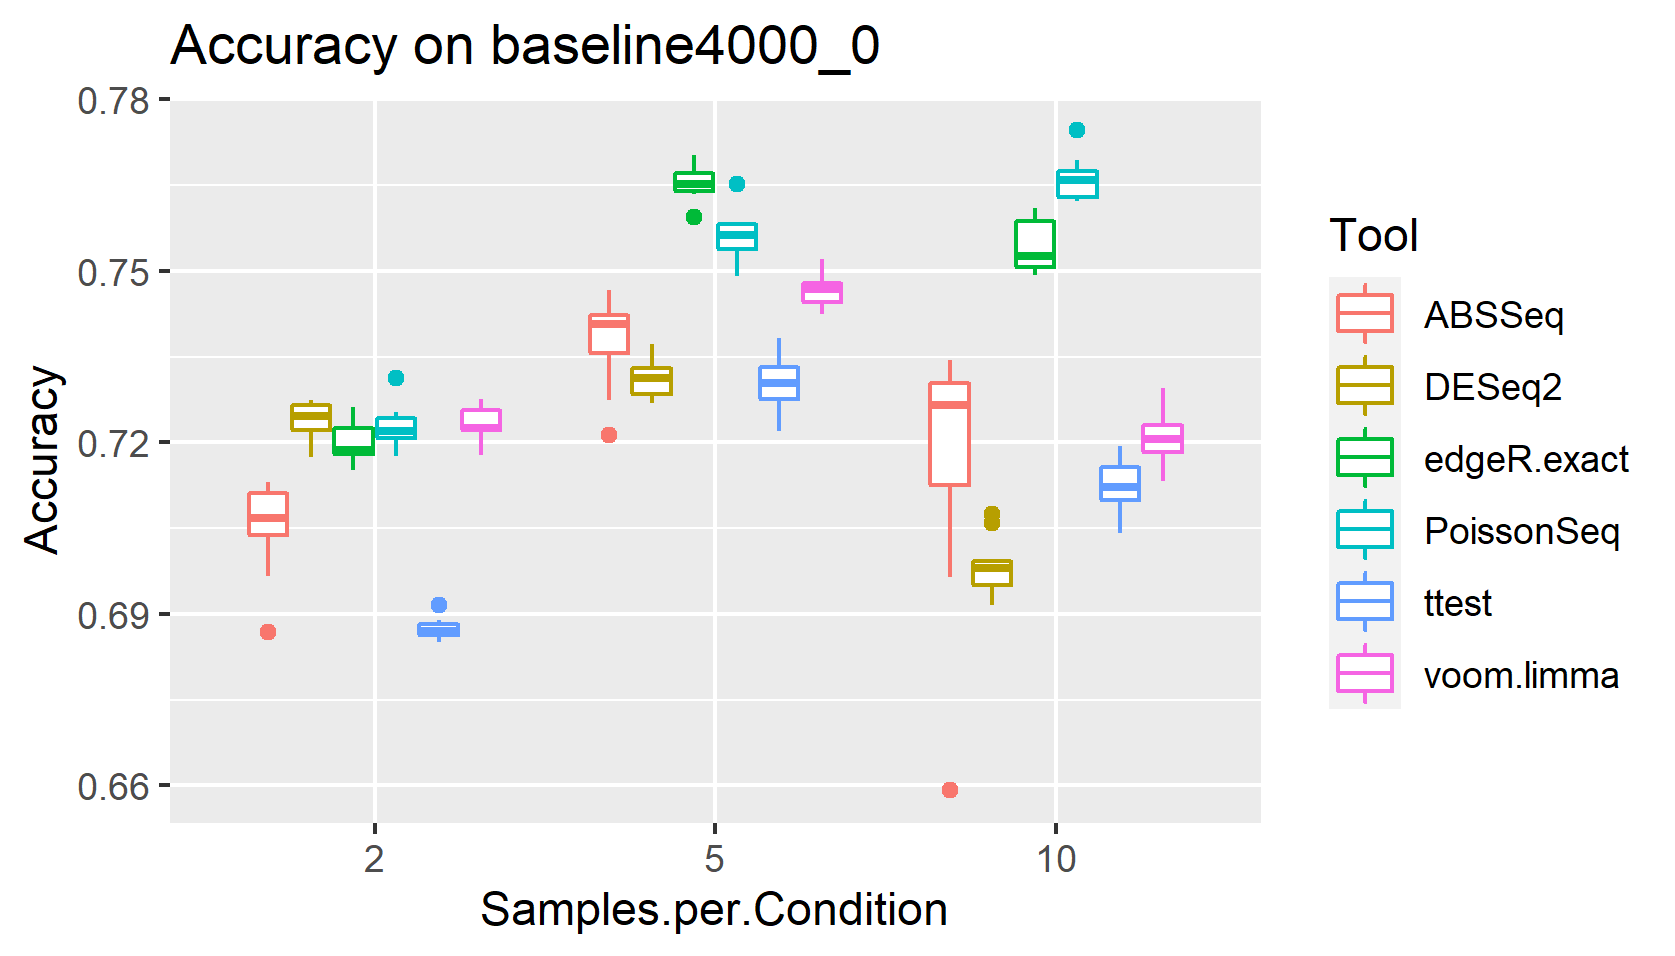 Accuracy on baseline4000_0
0.78
0.75
0.72
0.69
0.66
Accuracy
2 5 10
Samples.per.Condition
Tool
ABSSeq
DESeq2
edgeR.exact
PoissonSeq
ttest
voom.limma